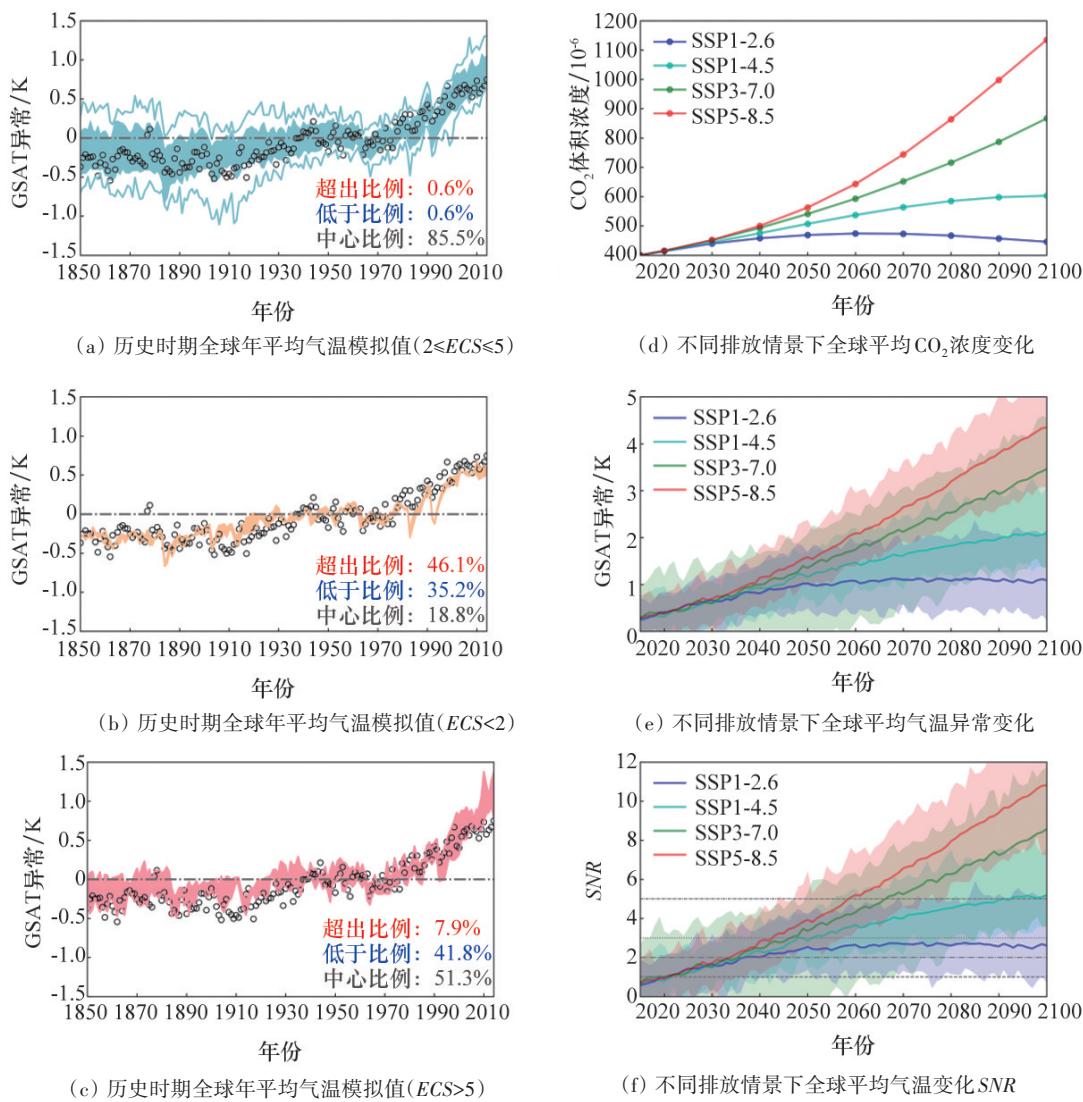 1.5
1.0
0.5
0
-0.5
-1.0
-1.5
GSAT异常/K
超出比例：0.6%
低于比例：0.6%
中心比例：85.5%
1850 1870 1890 1910 1930 1950 1970 1990 2010
年份
(a) 历史时期全球年平均气温模拟值(2≤ECS≤5)
1200
1100
1000
900
800
700
600
500
400
CO₂体积浓度/10⁻⁶
SSP1-2.6
SSP1-4.5
SSP3-7.0
SSP5-8.5
2020 2030 2040 2050 2060 2070 2080 2090 2100
年份
(d) 不同排放情景下全球平均CO₂浓度变化
1.5
1.0
0.5
0
-0.5
-1.0
-1.5
GSAT异常/K
超出比例：46.1%
低于比例：35.2%
中心比例：18.8%
1850 1870 1890 1910 1930 1950 1970 1990 2010
年份
(b) 历史时期全球年平均气温模拟值(ECS<2)
5
4
3
2
1
0
GSAT异常/K
SSP1-2.6
SSP1-4.5
SSP3-7.0
SSP5-8.5
2020 2030 2040 2050 2060 2070 2080 2090 2100
年份
(e) 不同排放情景下全球平均气温异常变化
1.5
1.0
0.5
0
-0.5
-1.0
-1.5
GSAT异常/K
超出比例：7.9%
低于比例：41.8%
中心比例：51.3%
1850 1870 1890 1910 1930 1950 1970 1990 2010
年份
(c) 历史时期全球年平均气温模拟值(ECS>5)
12
10
8
6
4
2
0
SNR
SSP1-2.6
SSP1-4.5
SSP3-7.0
SSP5-8.5
2020 2030 2040 2050 2060 2070 2080 2090 2100
年份
(f) 不同排放情景下全球平均气温变化SNR